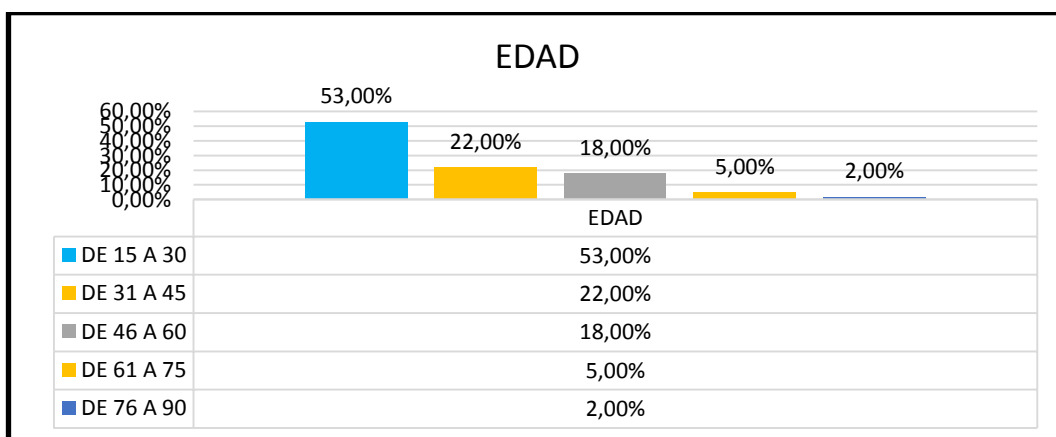 EDAD
53,00%
22,00%
18,00%
5,00%
2,00%
60,00%
50,00%
40,00%
30,00%
20,00%
10,00%
0,00%
EDAD
DE 15 A 30 53,00%
DE 31 A 45 22,00%
DE 46 A 60 18,00%
DE 61 A 75 5,00%
DE 76 A 90 2,00%